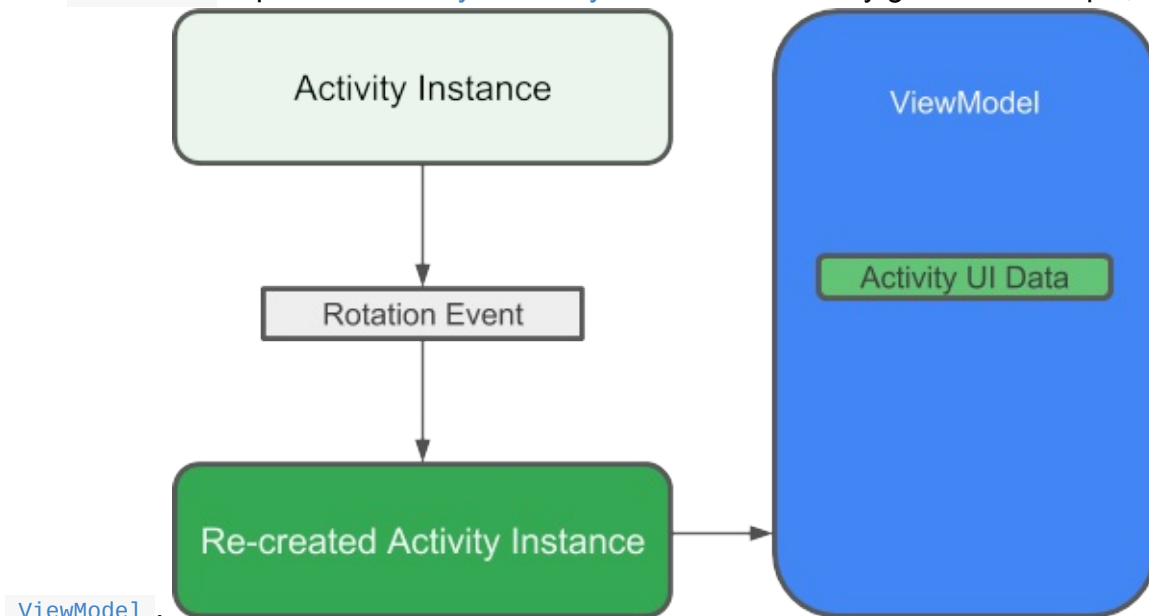 Activity Instance
ViewModel
Activity UI Data
Rotation Event
Re-created Activity Instance
ViewModel.